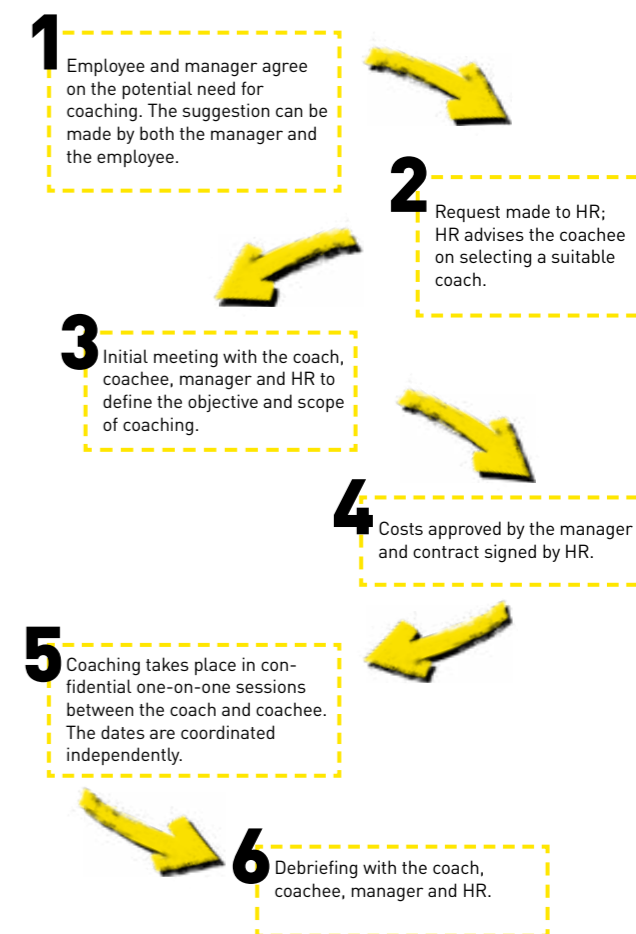 1
Employee and manager agree
on the potential need for
coaching. The suggestion can be
made by both the manager and
the employee.
2
Request made to HR;
HR advises the coachee
on selecting a suitable
coach.
3
Initial meeting with the coach,
coachee, manager and HR to
define the objective and scope
of coaching.
4
Costs approved by the manager
and contract signed by HR.
5
Coaching takes place in con-
fidential one-on-one sessions
between the coach and coachee.
The dates are coordinated
independently.
6
Debriefing with the coach,
coachee, manager and HR.